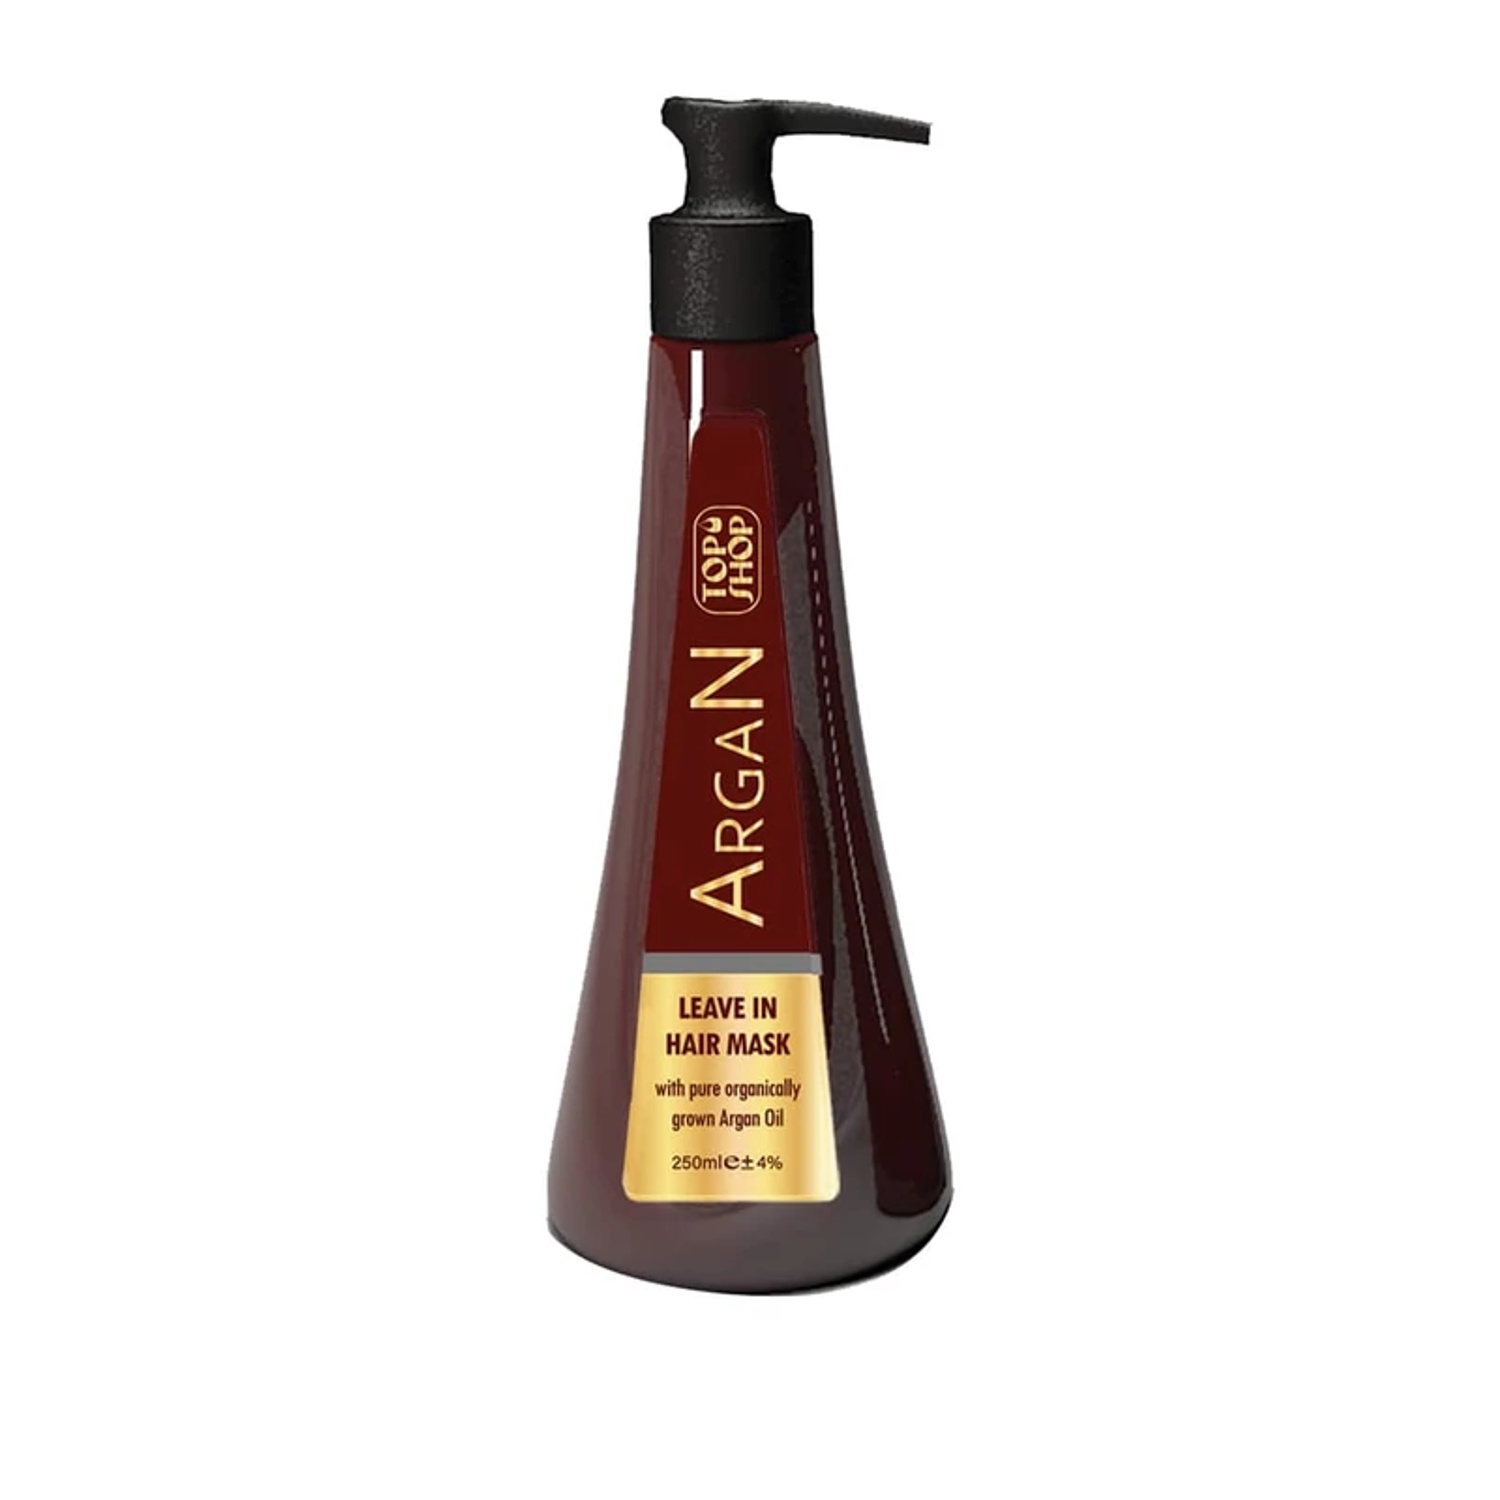 TOP
SHOP
ARGAN
LEAVE IN
HAIR MASK
with pure organically
grown Argan Oil
250ml℮±4%